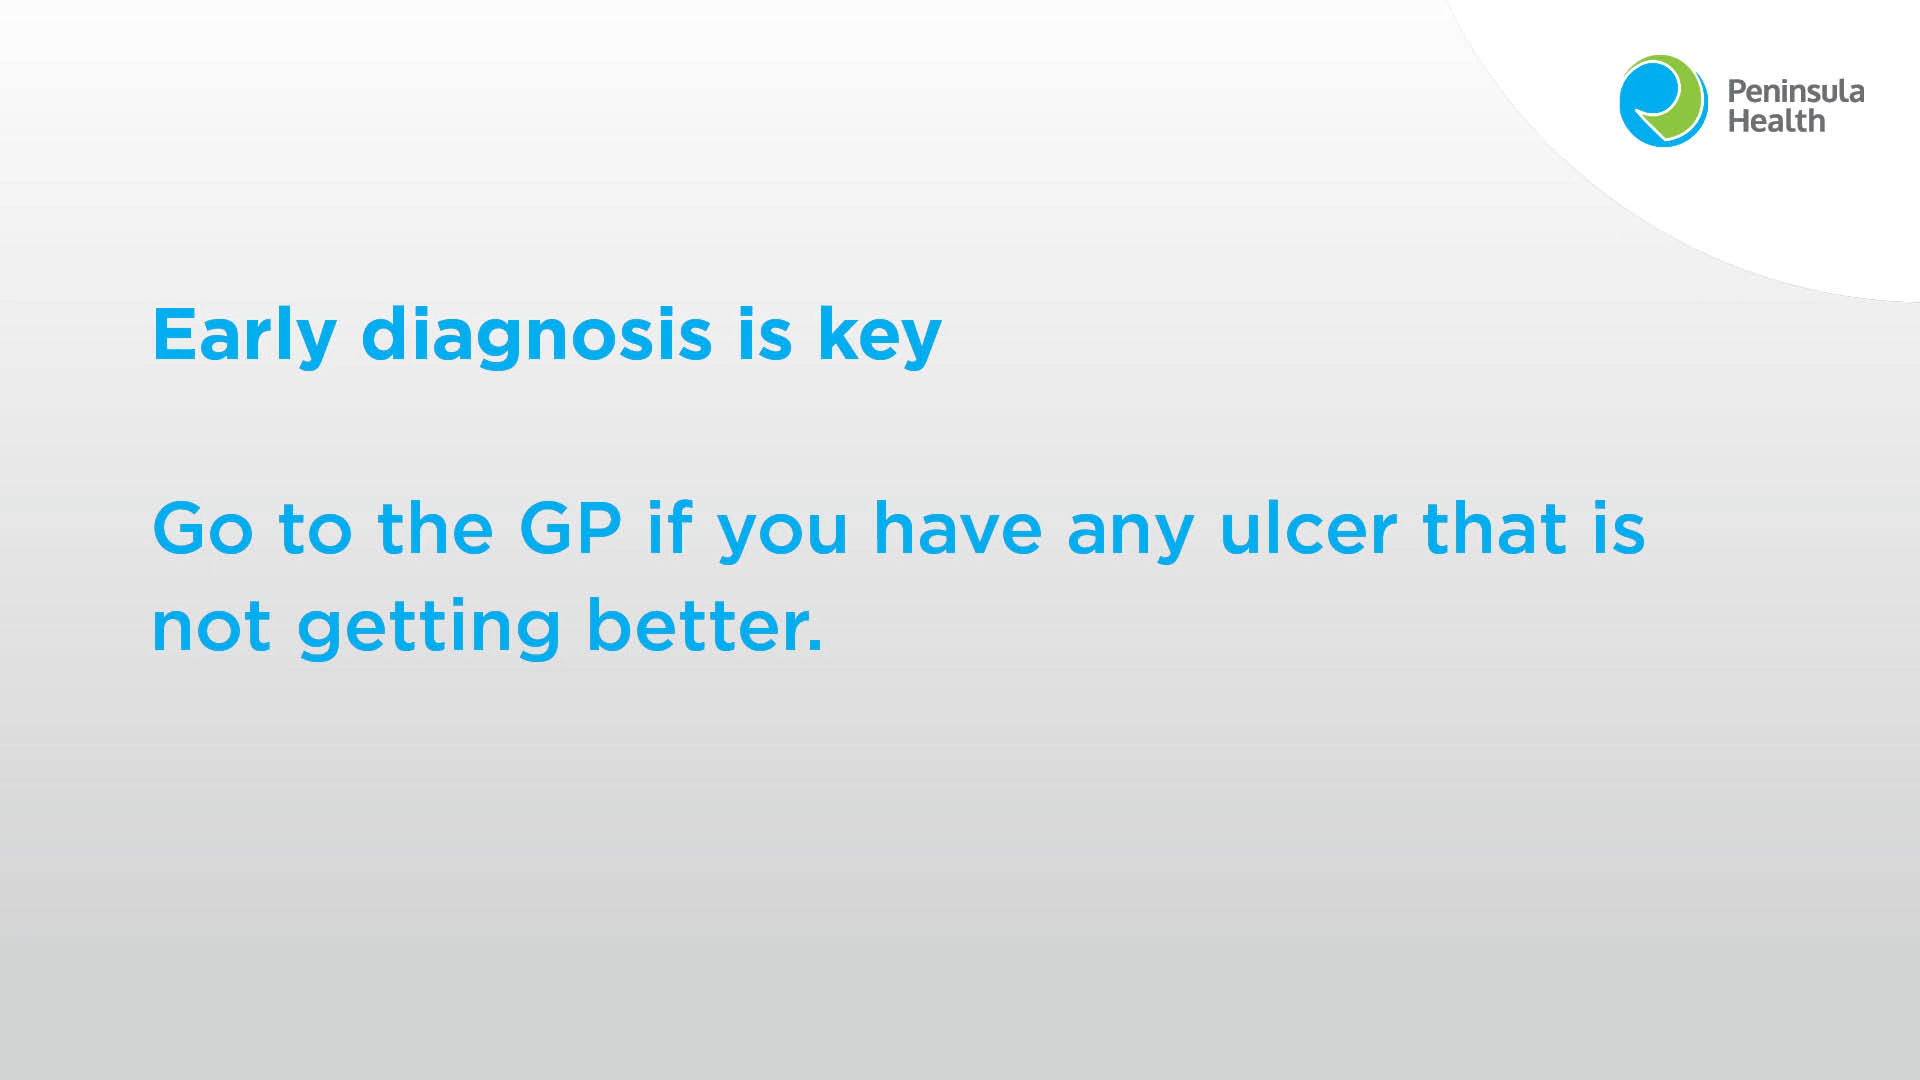 Peninsula
Health
Early diagnosis is key
Go to the GP if you have any ulcer that is
not getting better.